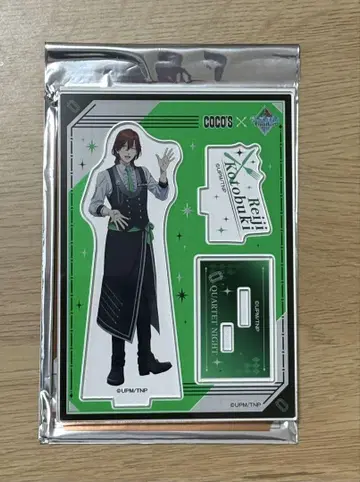 COCO'S ×
©UPM/TNP
Reiji
Kotobuki
©UPM/TNP
QUARTET NIGHT
©UPM/TNP
©UPM/TNP